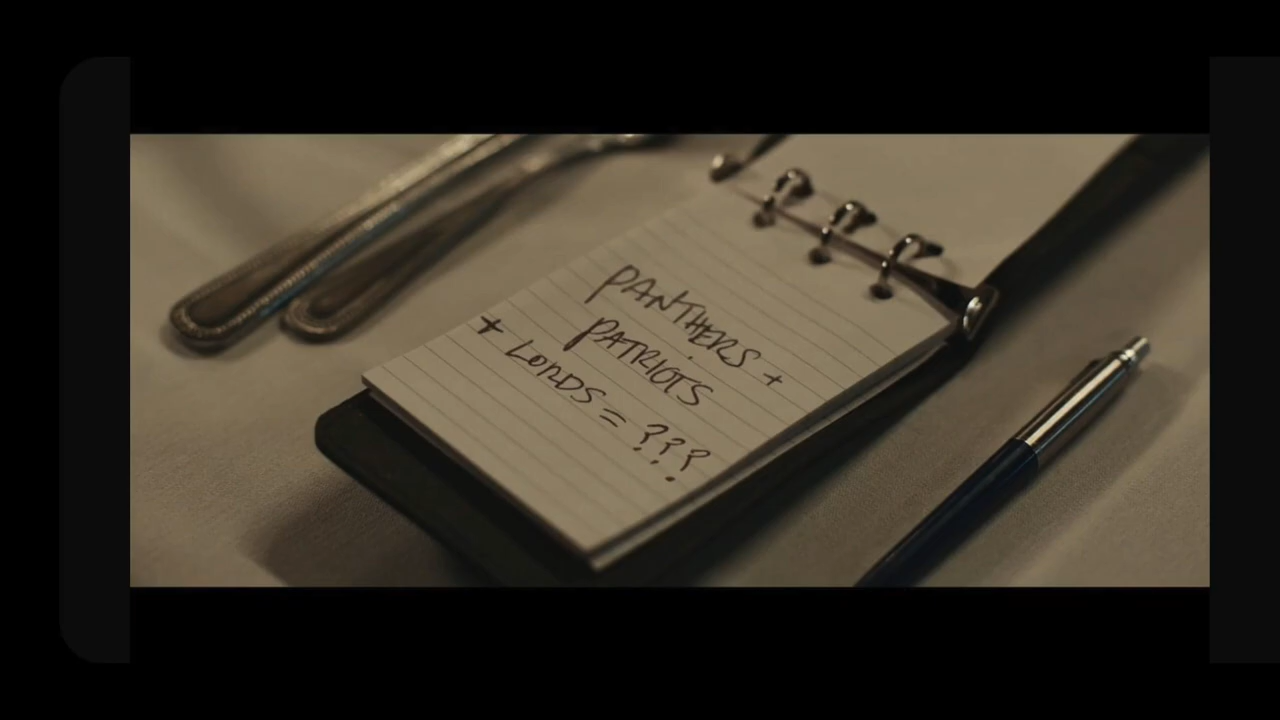 PANTHERS +
PATRIOTS
+ LORDS = ???